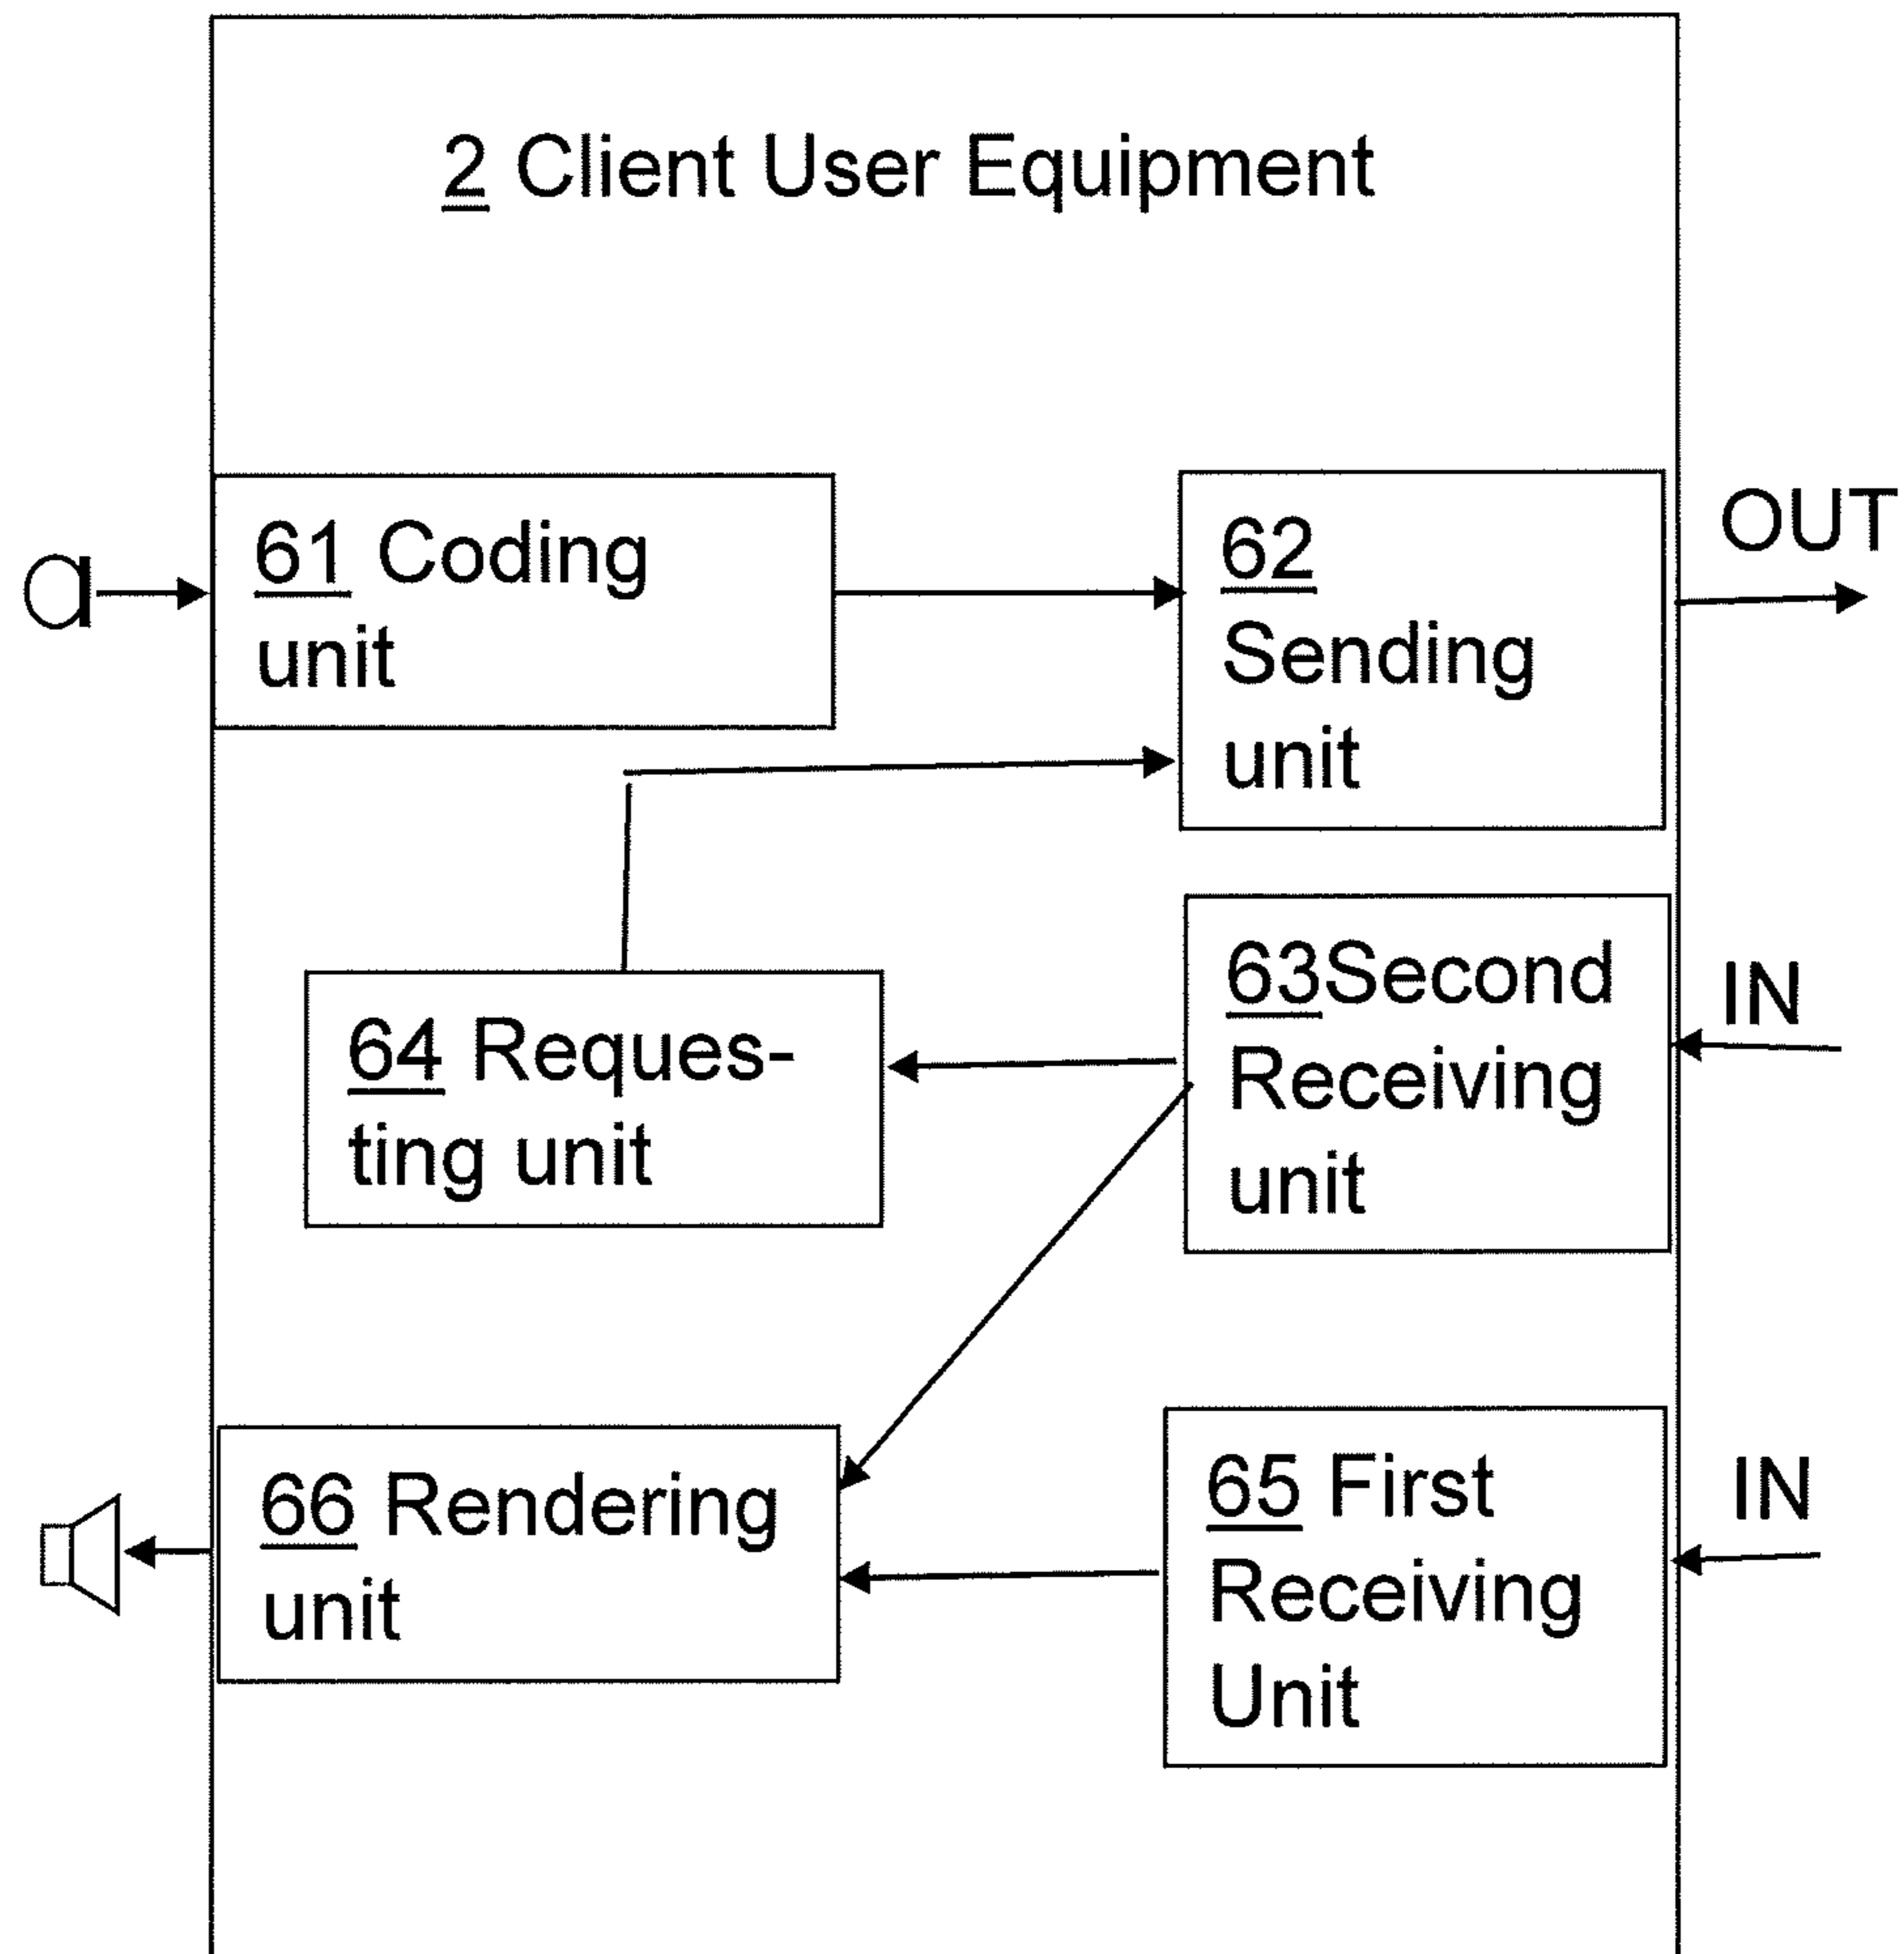 2 Client User Equipment
61 Coding
unit
62
Sending
unit
OUT
63Second
Receiving
unit
IN
64 Reques-
ting unit
65 First
Receiving
Unit
IN
66 Rendering
unit